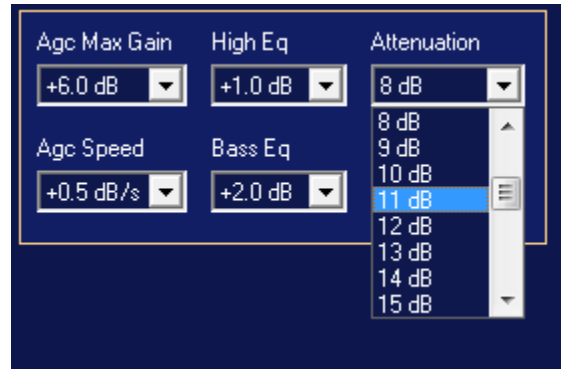 Agc Max Gain High Eq Attenuation
+6.0 dB +1.0 dB 8 dB
8 dB
9 dB
Agc Speed Bass Eq
10 dB
+0.5 dB/s +2.0 dB 11 dB
12 dB
13 dB
14 dB
15 dB